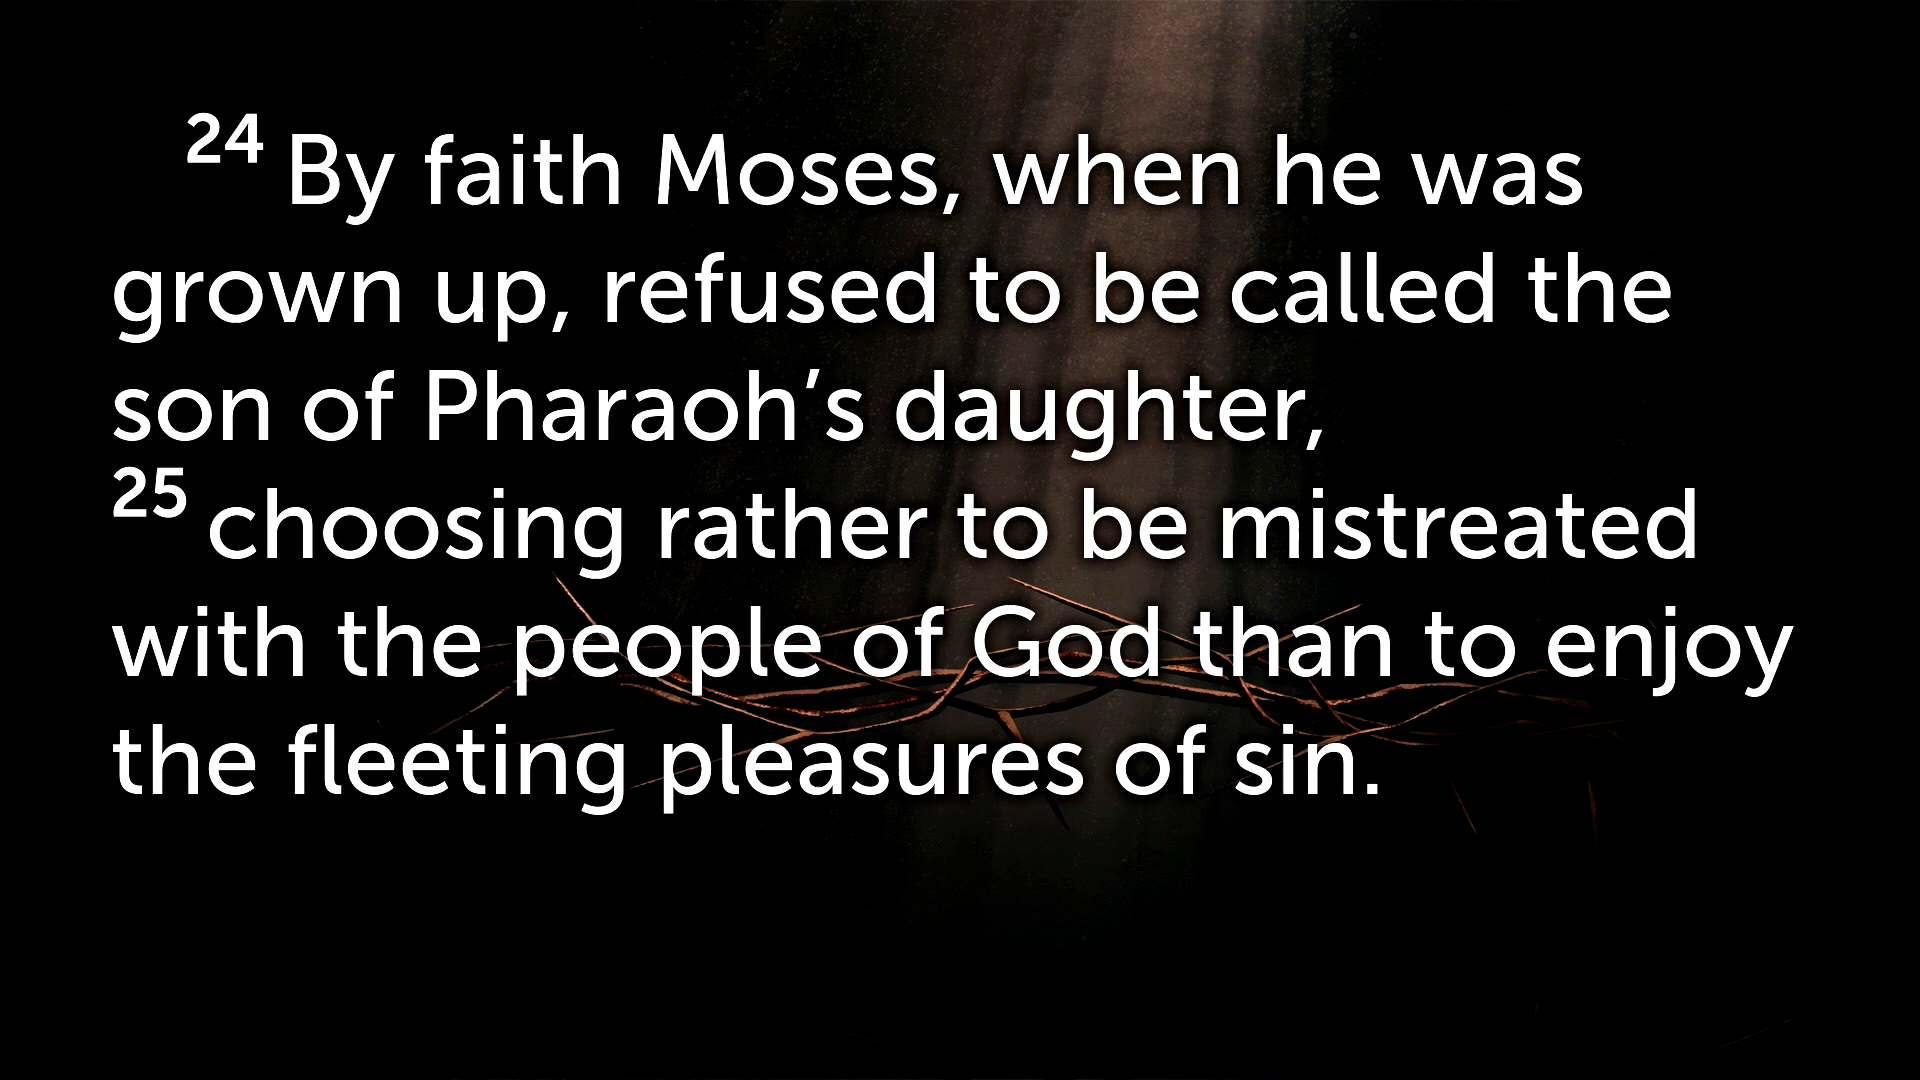 24 By faith Moses, when he was
grown up, refused to be called the
son of Pharaoh’s daughter,
25 choosing rather to be mistreated
with the people of God than to enjoy
the fleeting pleasures of sin.